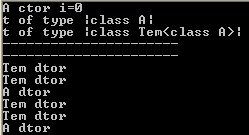 A ctor i=0
t of type |class A|
t of type |class Tem<class A>|
----------------------
----------------------
Tem dtor
Tem dtor
A dtor
Tem dtor
Tem dtor
A dtor